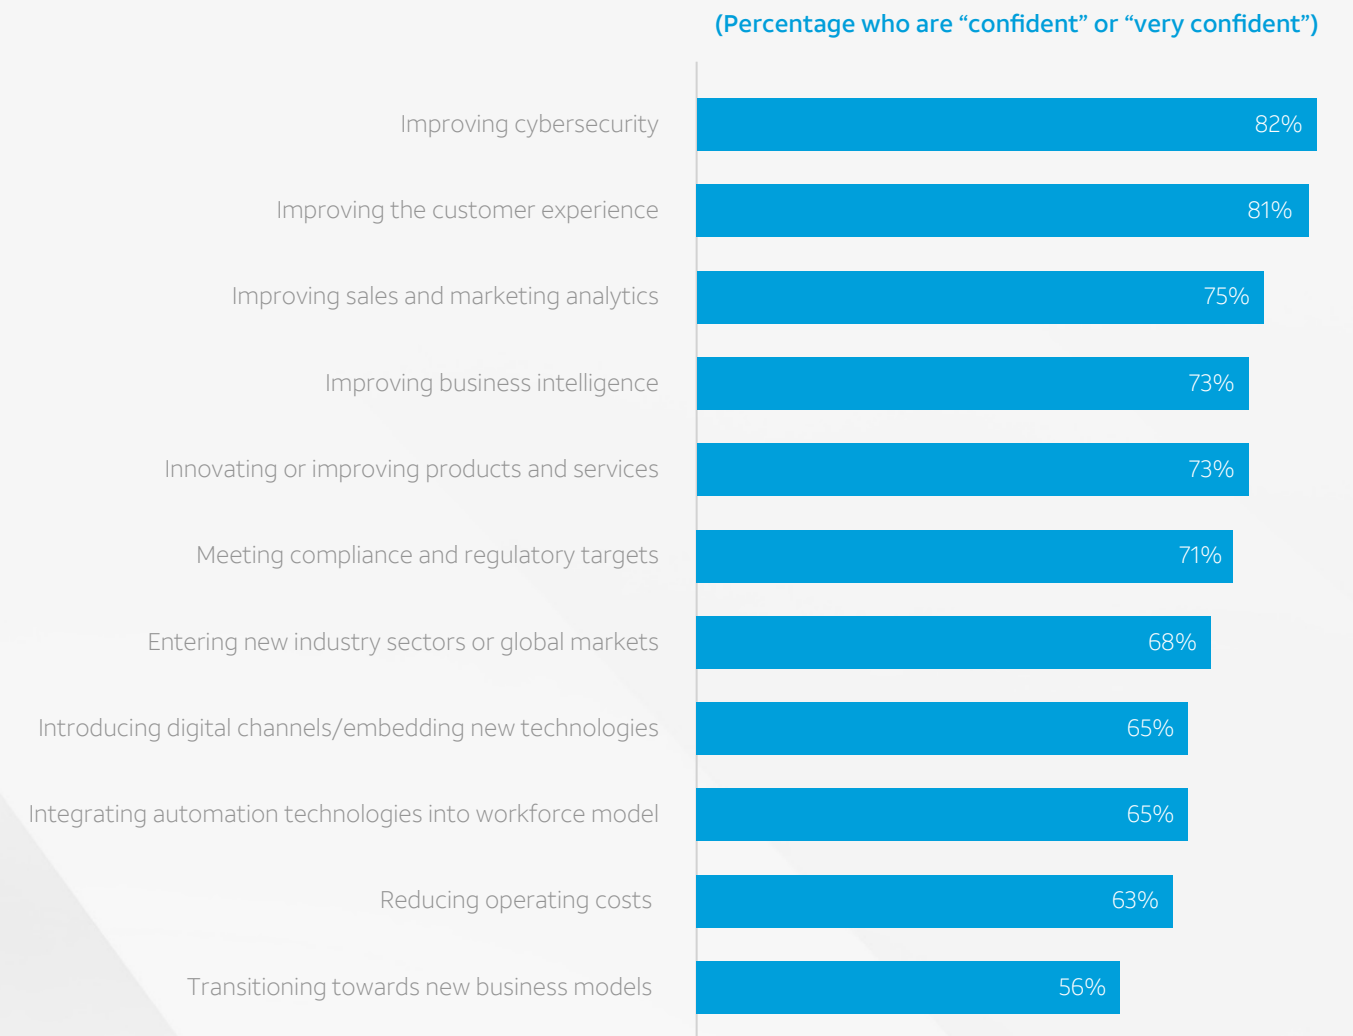 (Percentage who are “confident” or “very confident”)
Improving cybersecurity 82%
Improving the customer experience 81%
Improving sales and marketing analytics 75%
Improving business intelligence 73%
Innovating or improving products and services 73%
Meeting compliance and regulatory targets 71%
Entering new industry sectors or global markets 68%
Introducing digital channels/embedding new technologies 65%
Integrating automation technologies into workforce model 65%
Reducing operating costs 63%
Transitioning towards new business models 56%